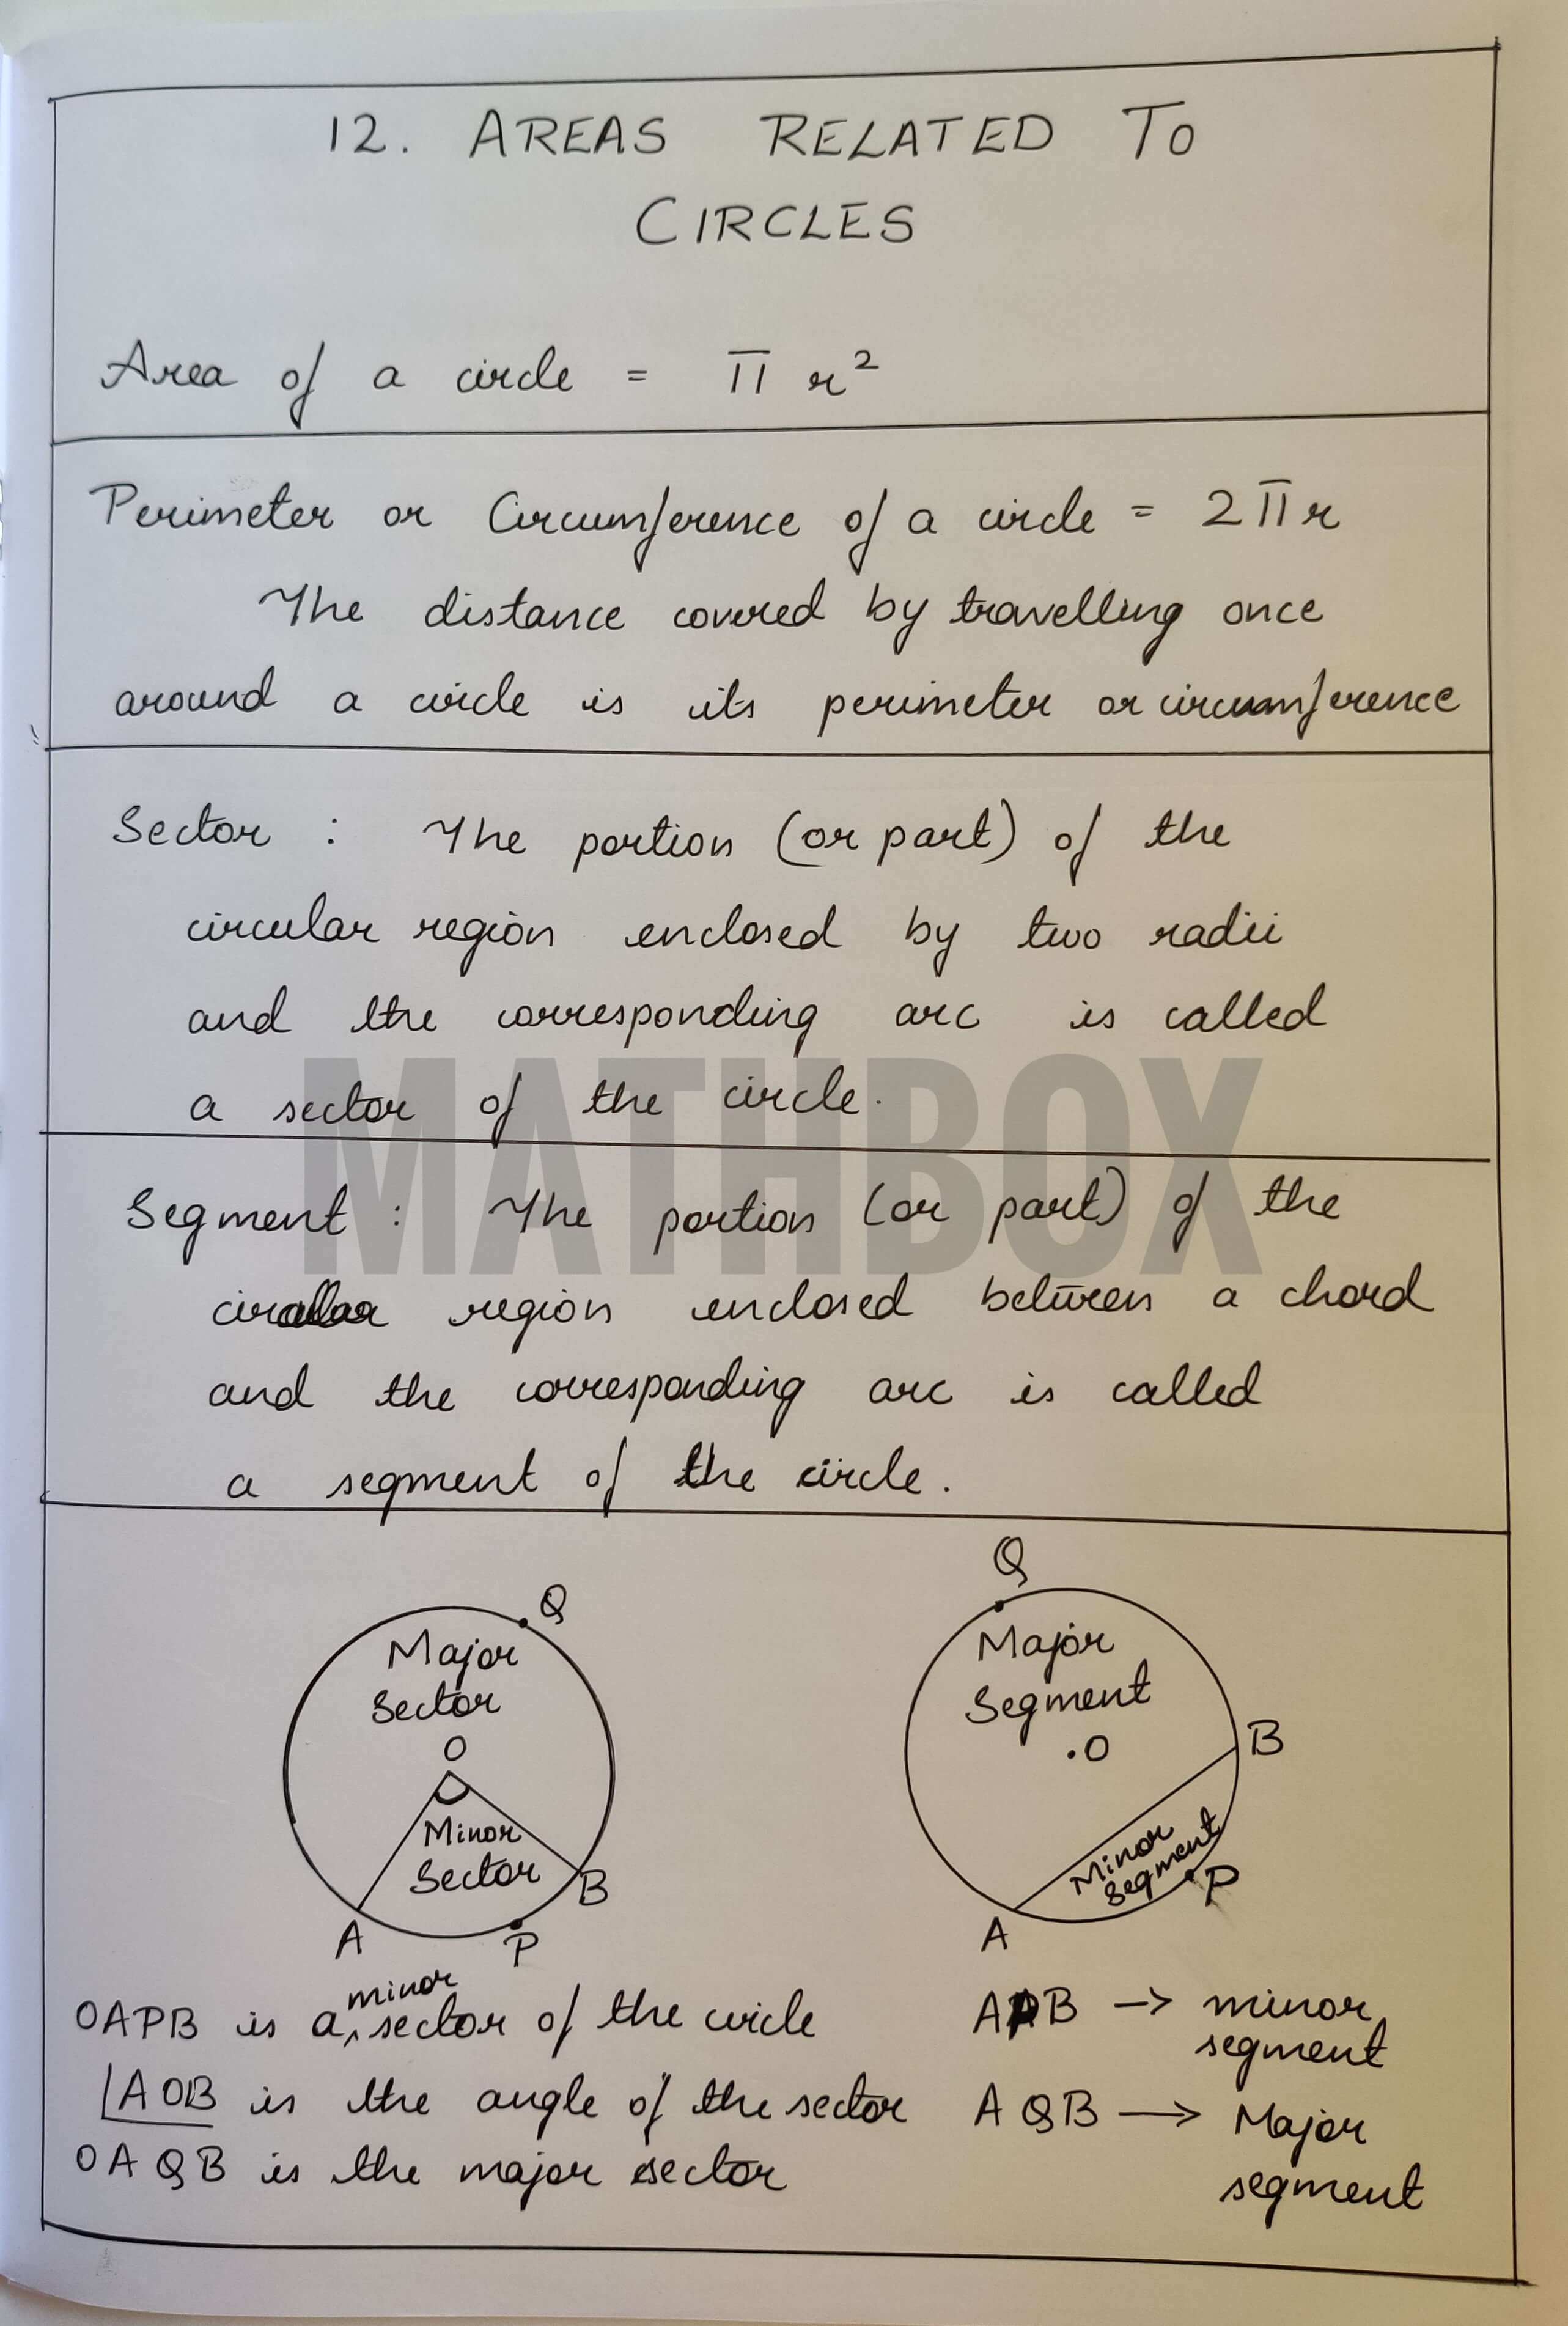 12. AREAS RELATED TO
CIRCLES
Area of a circle = π r²
Perimeter or Circumference of a circle = 2πr
The distance covered by travelling once
around a circle is its perimeter or circumference
Sector : The portion (or part) of the
circular region enclosed by two radii
and the corresponding arc is called
a sector of the circle.
MATHBOX
Segment : The portion (or part) of the
circular region enclosed between a chord
and the corresponding arc is called
a segment of the circle.
Q
Major
Sector
O
Minor
Sector
A
B
P
Q
Major
Segment
.O
B
Minor
Segment
P
A
OAPB is a minor sector of the circle
∠AOB is the angle of the sector
OAQB is the major sector
APB → minor
segment
AQB → Major
segment